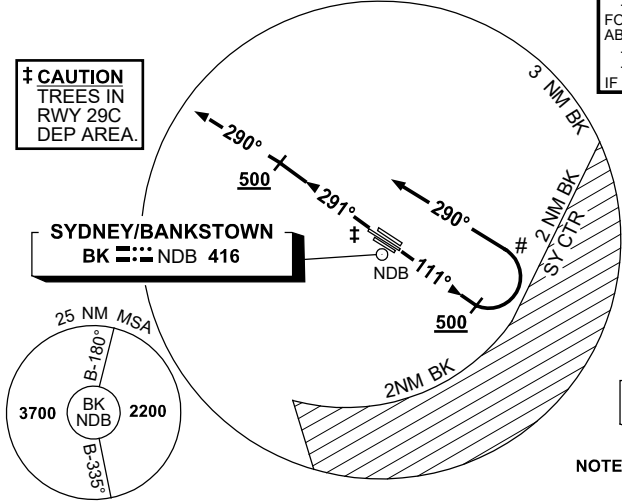 FO
AB
IF
‡ CAUTION
TREES IN
RWY 29C
DEP AREA.
3 NM BK
290°
500
291°
290°
2 NM BK
SY CTR
#
‡
SYDNEY/BANKSTOWN
BK NDB 416
NDB
111°
500
25 NM MSA
B-180°
3700
BK
NDB
2200
B-335°
2NM BK
NOTE